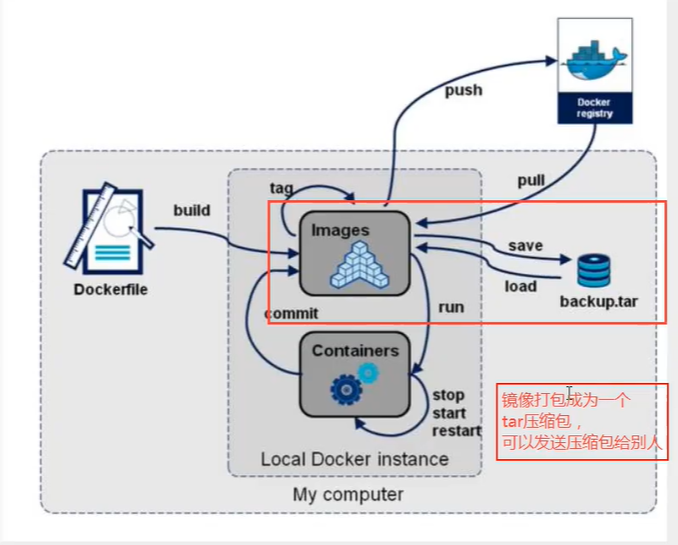 Docker
registry
push
pull
tag
build
Images
save
load
Dockerfile
backup.tar
commit
run
Containers
stop
start
restart
镜像打包成为一个
tar压缩包，
可以发送压缩包给别人
Local Docker instance
My computer